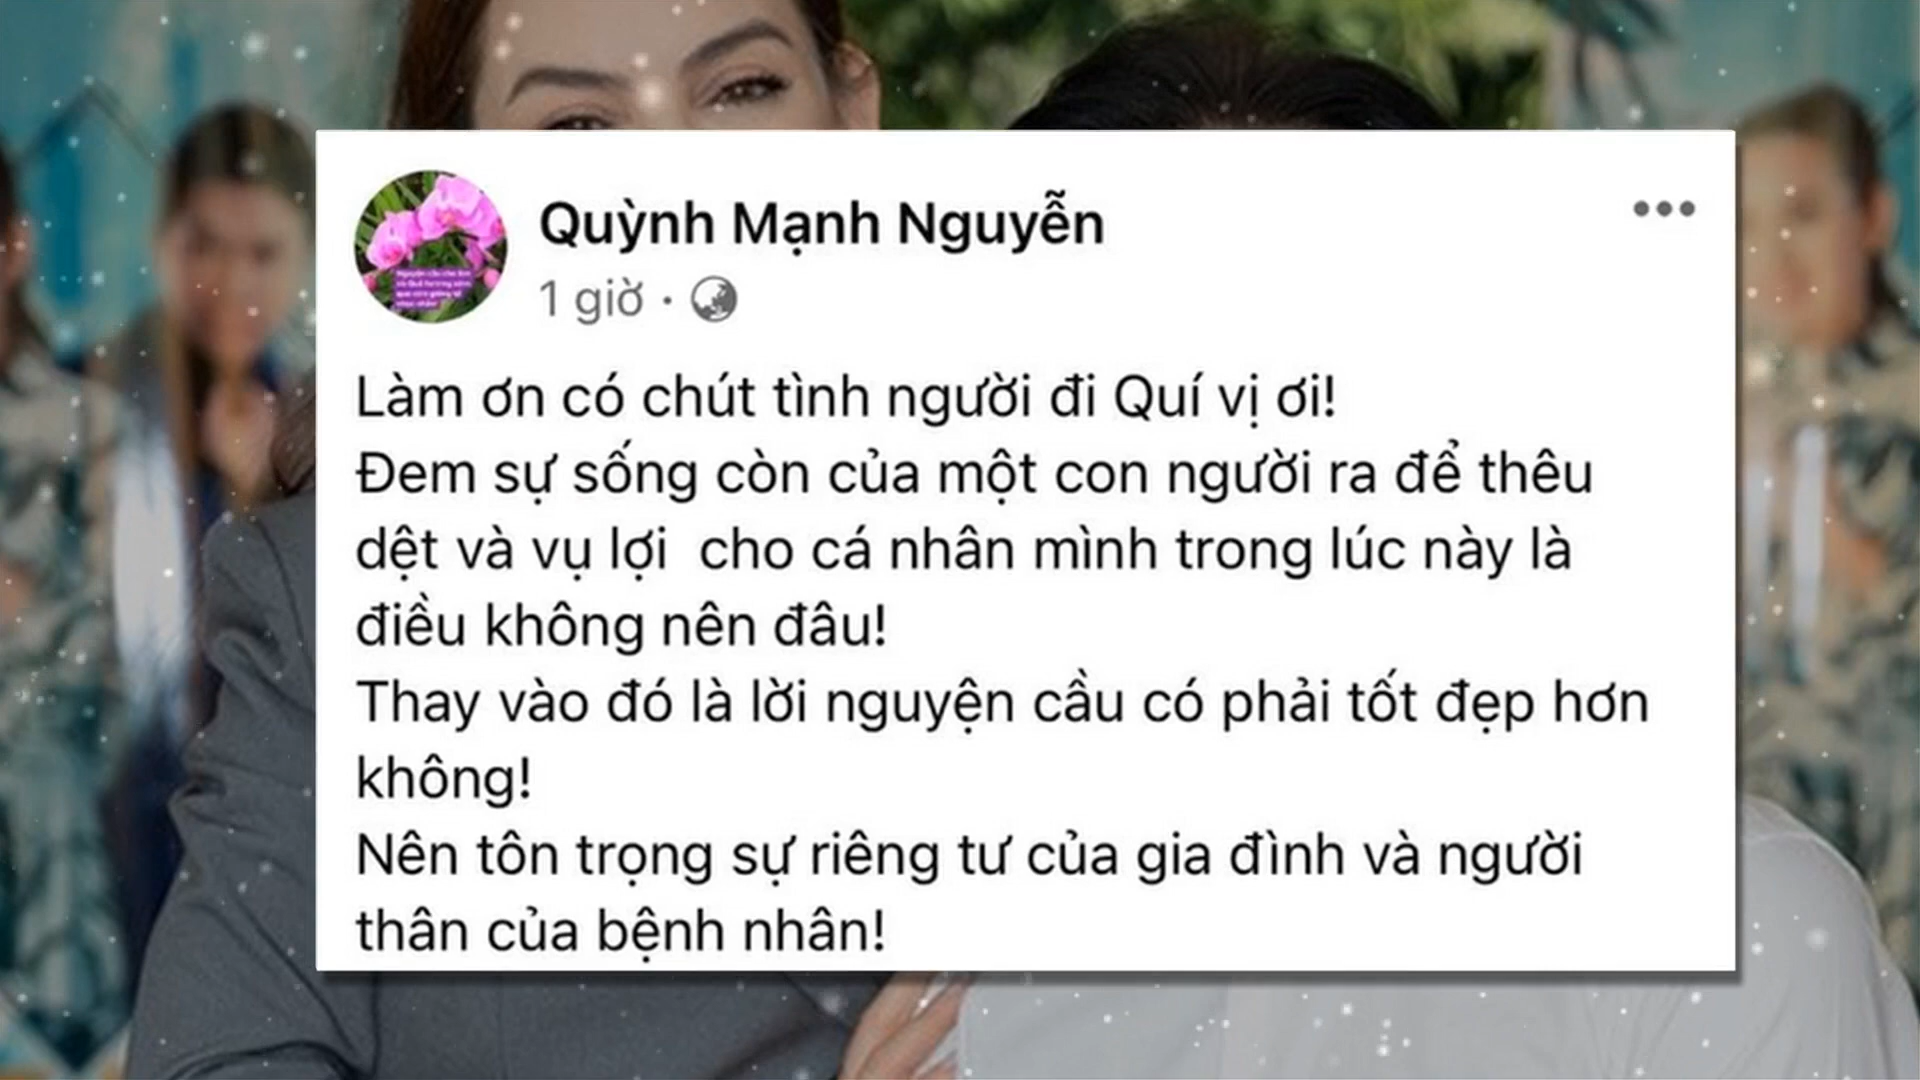 Quỳnh Mạnh Nguyễn
1 giờ ·
Làm ơn có chút tình người đi Quí vị ơi!
Đem sự sống còn của một con người ra để thêu
dệt và vụ lợi  cho cá nhân mình trong lúc này là
điều không nên đâu!
Thay vào đó là lời nguyện cầu có phải tốt đẹp hơn
không!
Nên tôn trọng sự riêng tư của gia đình và người
thân của bệnh nhân!